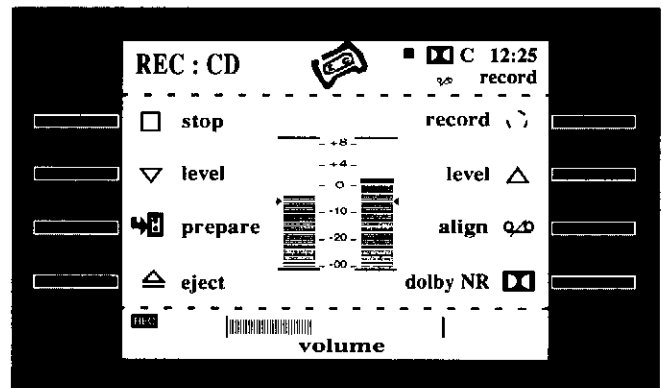 REC : CD
C 12:25
record
stop
record
level
level
prepare
align
eject
dolby NR
+8
+4
0
-10
-20
-00
REC
volume